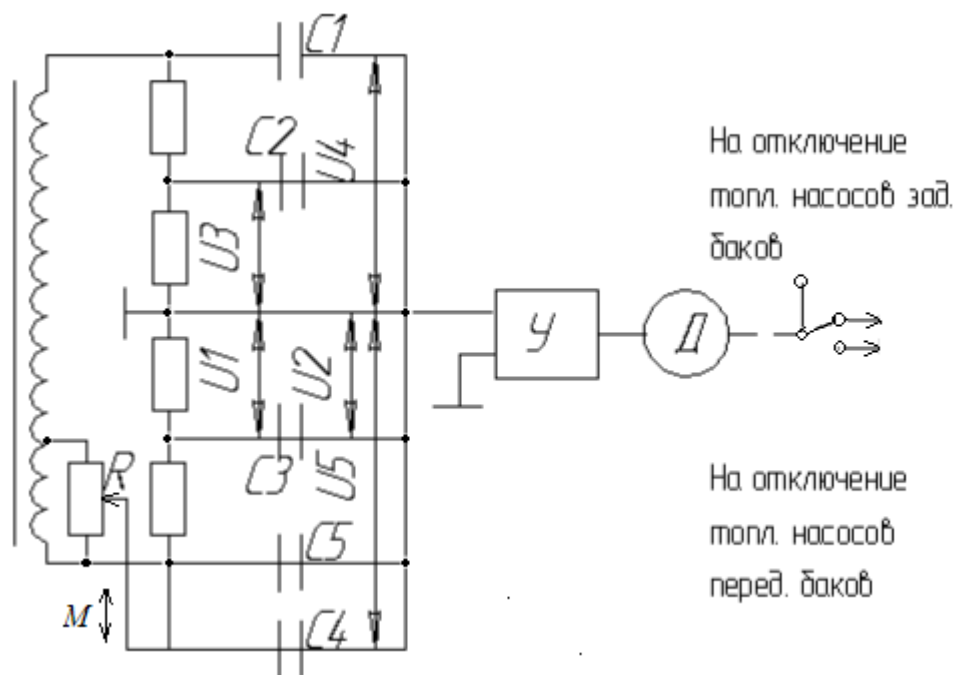 C1
C2
U4
На отключение
топл. насосов зад.
баков
U3
У
Д
U1
U2
R
C3
U5
На отключение
топл. насосов
перед. баков
C5
M
C4